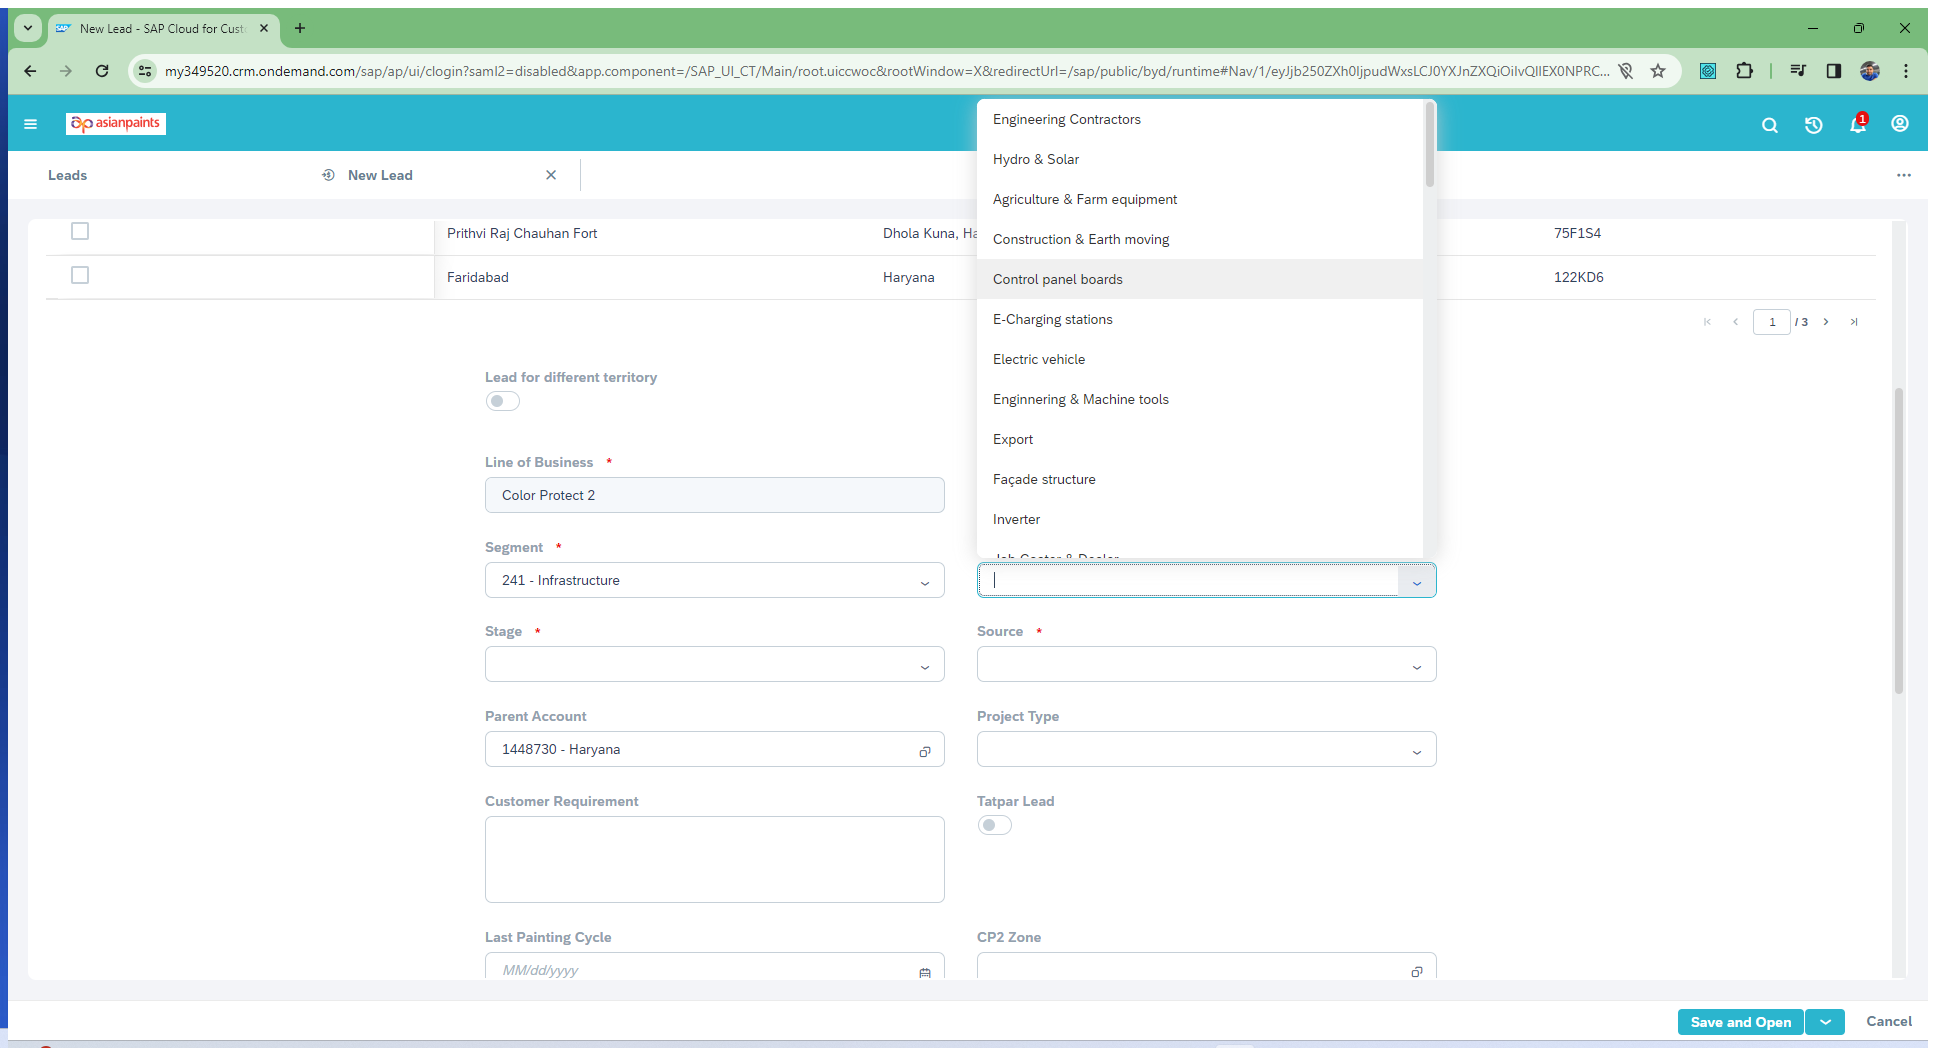 New Lead - SAP Cloud for Cust
my349520.crm.ondemand.com/sap/ap/ui/clogin?saml2=disabled&app.component=/SAP_UI_CT/Main/root.uiccwoc&rootWindow=X&redirectUrl=/sap/public/byd/runtime#Nav/1/eyJjb250ZXh0IjpudWxsLCJ0YXJnZXQiOiIvQllEX0NPRC...
asianpaints
1
Leads
New Lead
Engineering Contractors
Hydro & Solar
Agriculture & Farm equipment
Construction & Earth moving
Control panel boards
E-Charging stations
Electric vehicle
Enginnering & Machine tools
Export
Façade structure
Inverter
Prithvi Raj Chauhan Fort Dhola Kuna, Ha 75F1S4
Faridabad Haryana 122KD6
1 / 3
Lead for different territory
Line of Business *
Color Protect 2
Segment *
241 - Infrastructure
Stage * Source *
Parent Account Project Type
1448730 - Haryana
Customer Requirement Tatpar Lead
Last Painting Cycle CP2 Zone
MM/dd/yyyy
Save and Open Cancel